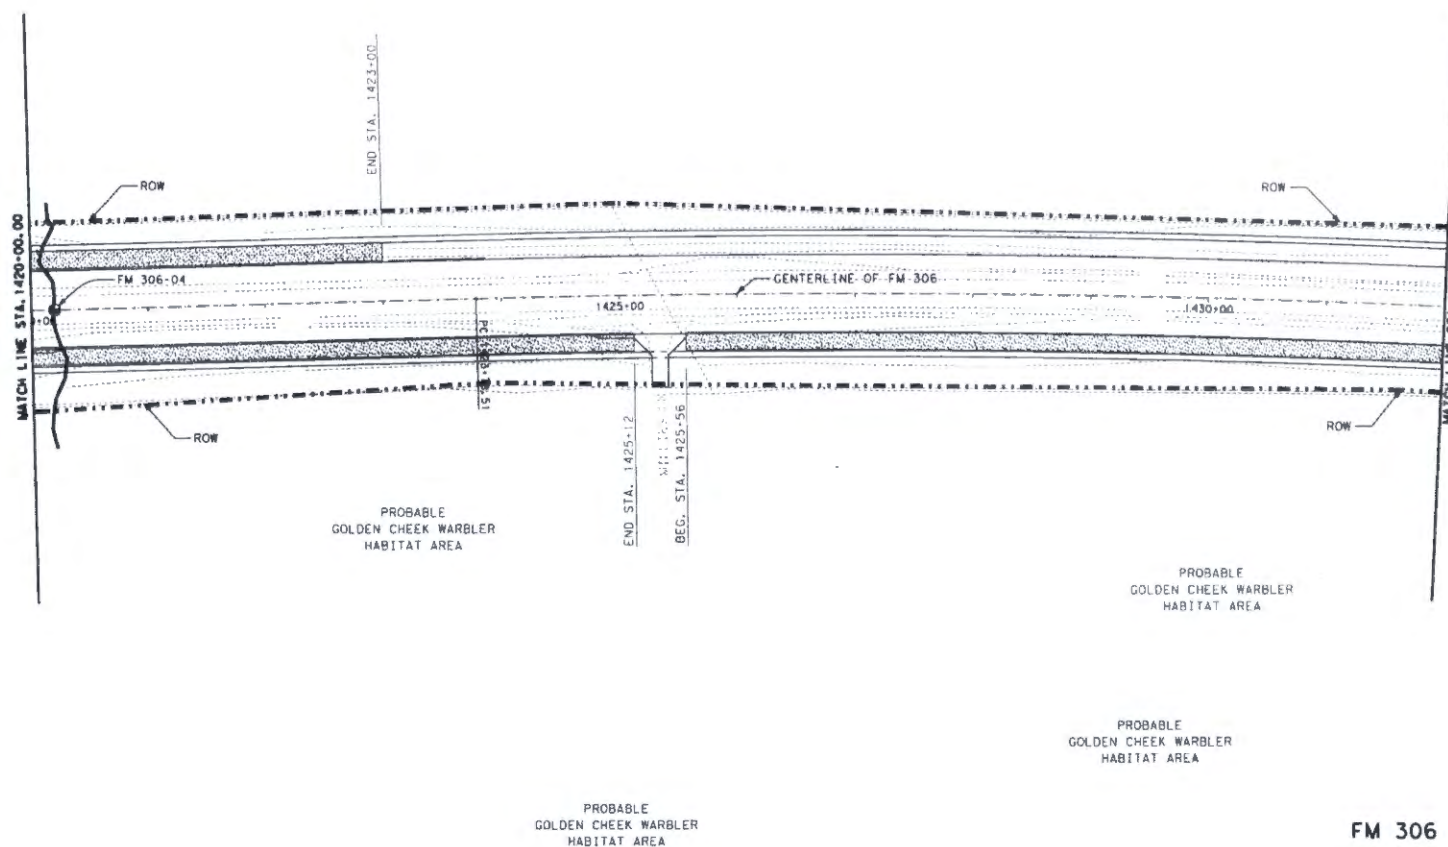 END STA. 1423+00
ROW
ROW
MATCH LINE STA. 1420+00.00
FM 306-04
CENTERLINE OF FM 306
1425+00
1430+00
ROW
ROW
END STA. 1425+12
BEG. STA. 1425+56
PROBABLE
GOLDEN CHEEK WARBLER
HABITAT AREA
PROBABLE
GOLDEN CHEEK WARBLER
HABITAT AREA
PROBABLE
GOLDEN CHEEK WARBLER
HABITAT AREA
PROBABLE
GOLDEN CHEEK WARBLER
HABITAT AREA
FM 306